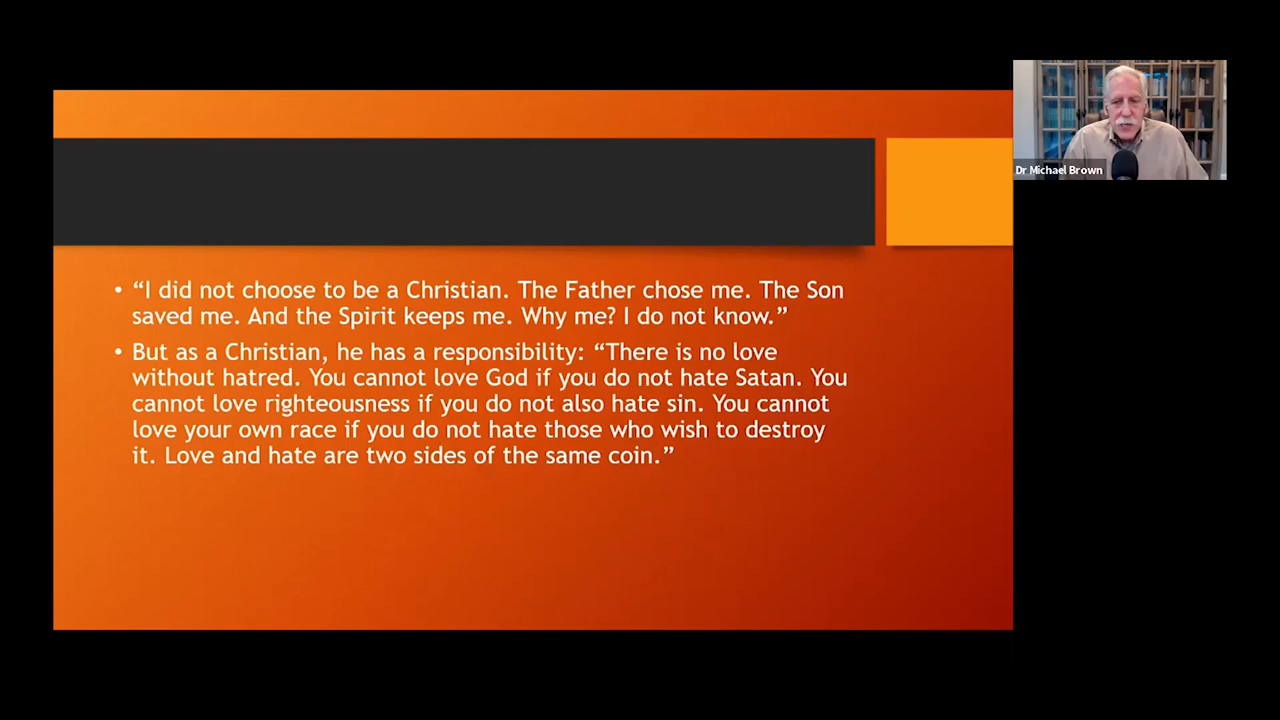 “I did not choose to be a Christian. The Father chose me. The Son
saved me. And the Spirit keeps me. Why me? I do not know.”
But as a Christian, he has a responsibility: “There is no love
without hatred. You cannot love God if you do not hate Satan. You
cannot love righteousness if you do not also hate sin. You cannot
love your own race if you do not hate those who wish to destroy
it. Love and hate are two sides of the same coin.”
Dr Michael Brown